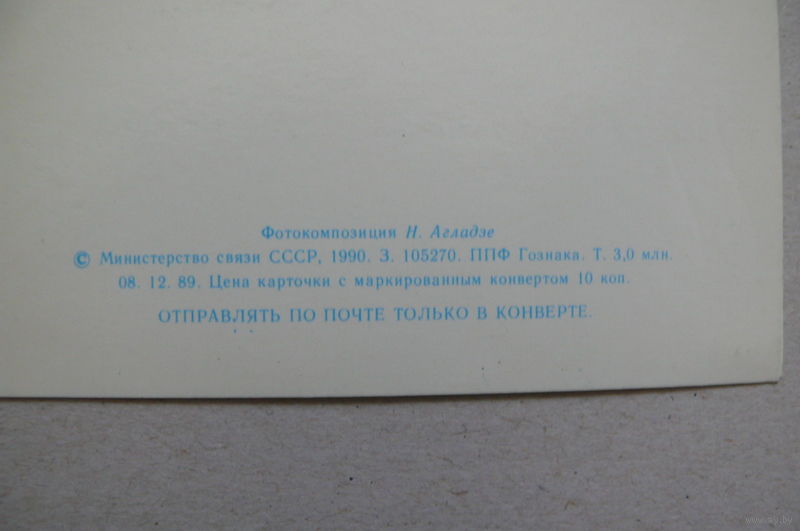 Фотокомпозиция Н. Агладзе
© Министерство связи СССР, 1990. З. 105270. ППФ Гознака. Т. 3,0 млн.
08. 12. 89. Цена карточки с маркированным конвертом 10 коп.
ОТПРАВЛЯТЬ ПО ПОЧТЕ ТОЛЬКО В КОНВЕРТЕ.